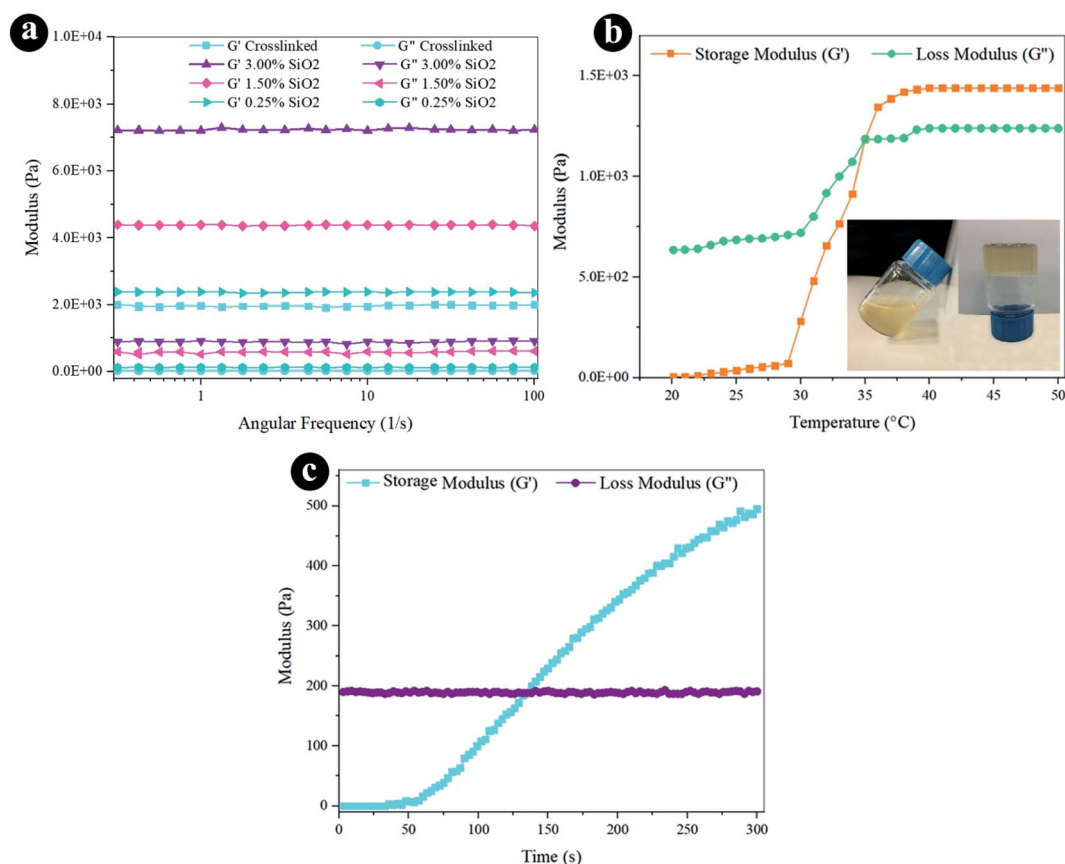 a
1.0E+04
8.0E+03
6.0E+03
4.0E+03
2.0E+03
0.0E+00
Modulus (Pa)
G' Crosslinked G" Crosslinked
G' 3.00% SiO2 G" 3.00% SiO2
G' 1.50% SiO2 G" 1.50% SiO2
G' 0.25% SiO2 G" 0.25% SiO2
1 10 100
Angular Frequency (1/s)
b
Storage Modulus (G') Loss Modulus (G")
1.5E+03
1.0E+03
5.0E+02
0.0E+00
Modulus (Pa)
20 25 30 35 40 45 50
Temperature (°C)
c
Storage Modulus (G') Loss Modulus (G")
500
400
300
200
100
0
Modulus (Pa)
0 50 100 150 200 250 300
Time (s)